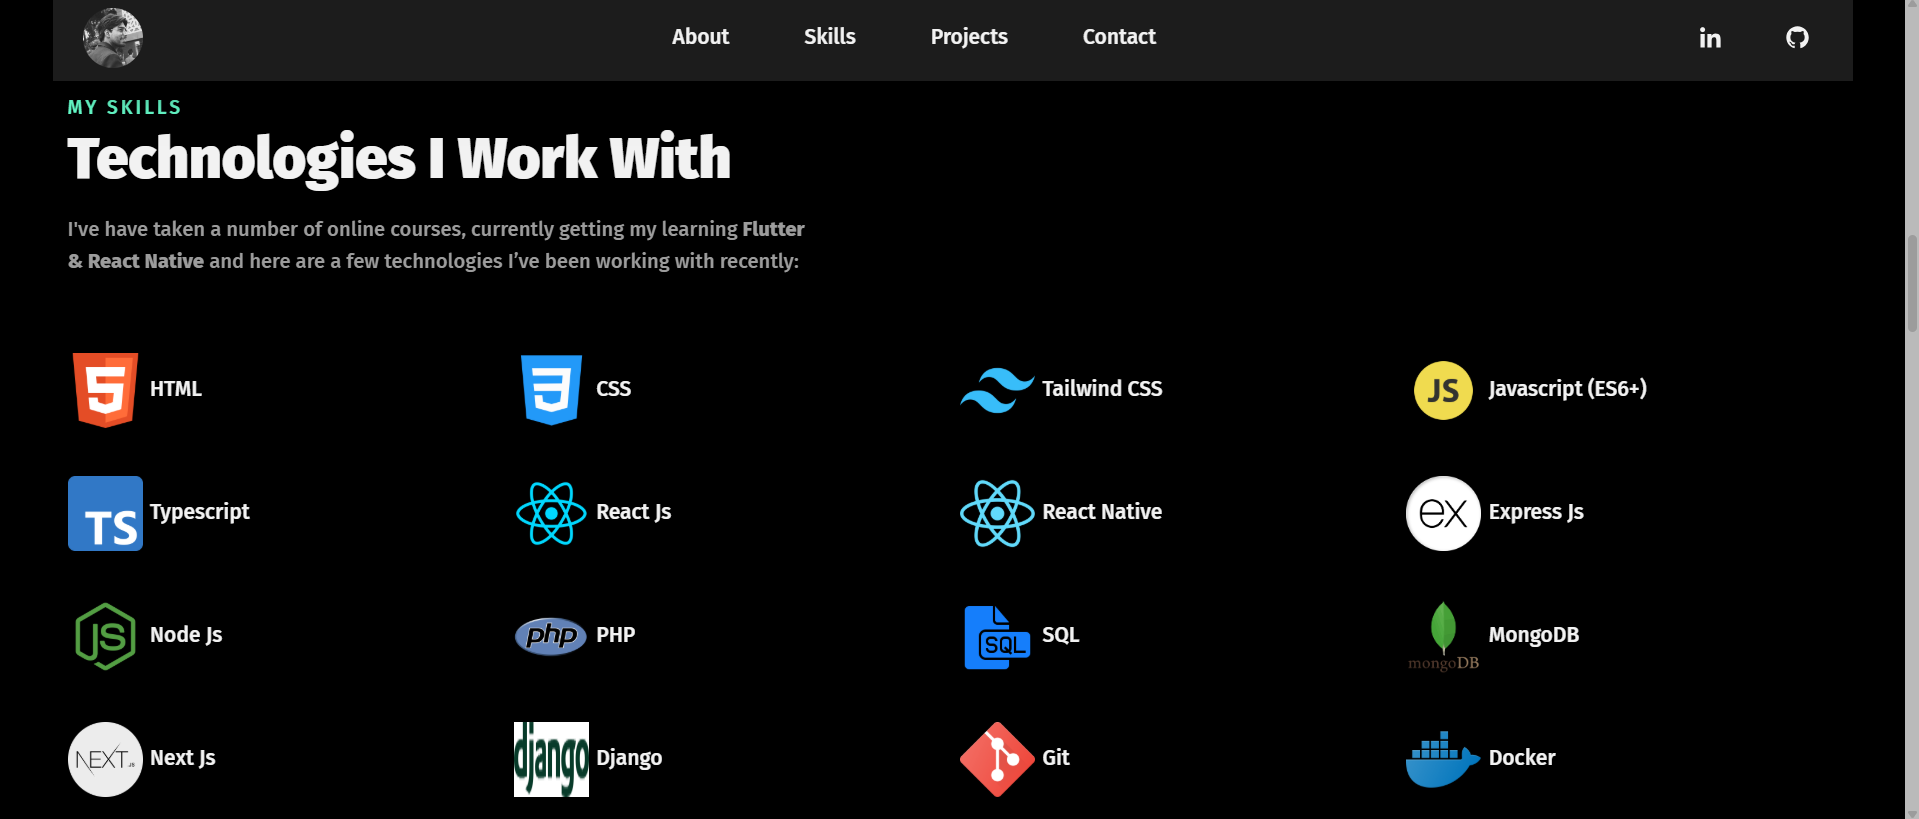 About Skills Projects Contact in
MY SKILLS
Technologies I Work With
I've have taken a number of online courses, currently getting my learning Flutter
& React Native and here are a few technologies I’ve been working with recently:
5 HTML 3 CSS Tailwind CSS JS Javascript (ES6+)
TS Typescript React Js React Native ex Express Js
JS Node Js php PHP SQL SQL MongoDB
mongoDB
NEXT.JS Next Js django Django Git Docker